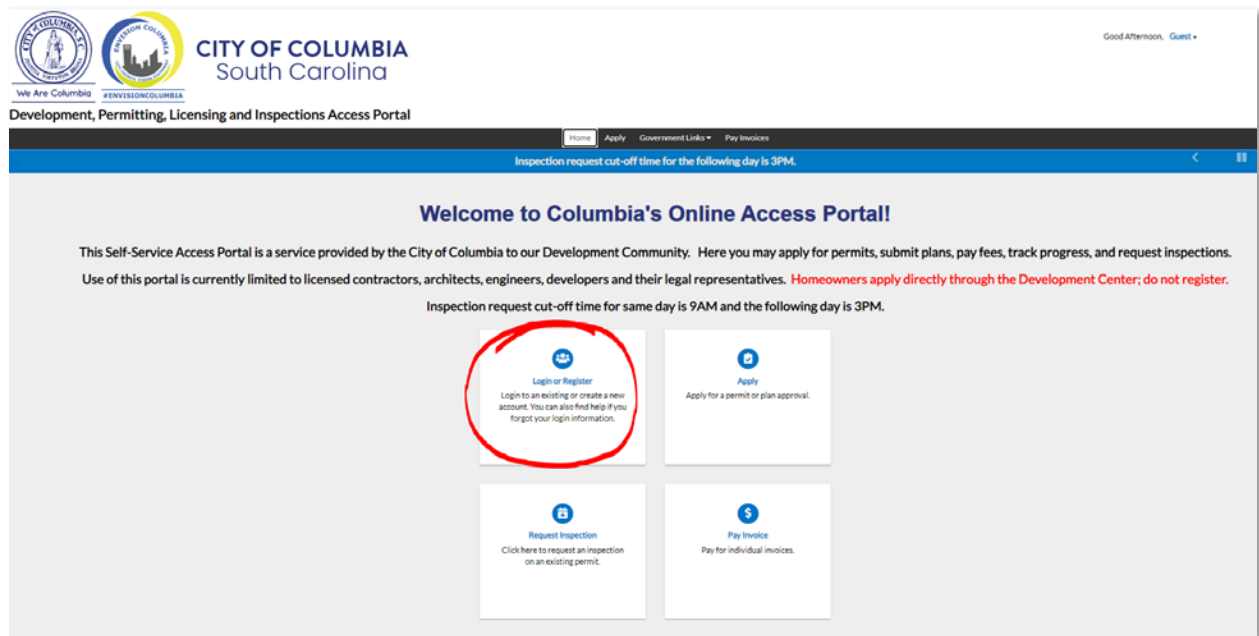 CITY OF COLUMBIA
South Carolina
We Are Columbia
#ENVISIONCOLUMBIA
Good Afternoon, Guest
Development, Permitting, Licensing and Inspections Access Portal
Home Apply Government Links Pay Invoices
Inspection request cut-off time for the following day is 3PM.
Welcome to Columbia's Online Access Portal!
This Self-Service Access Portal is a service provided by the City of Columbia to our Development Community. Here you may apply for permits, submit plans, pay fees, track progress, and request inspections.
Use of this portal is currently limited to licensed contractors, architects, engineers, developers and their legal representatives. Homeowners apply directly through the Development Center; do not register.
Inspection request cut-off time for same day is 9AM and the following day is 3PM.
Login or Register
Login to an existing or create a new
account. You can also find help if you
forgot your login information.
Apply
Apply for a permit or plan approval.
Request Inspection
Click here to request an inspection
on an existing permit.
Pay Invoice
Pay for individual invoices.